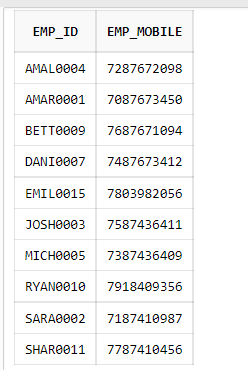 EMP_ID EMP_MOBILE
AMAL0004 7287672098
AMAR0001 7087673450
BETT0009 7687671094
DANI0007 7487673412
EMIL0015 7803982056
JOSH0003 7587436411
MICH0005 7387436409
RYAN0010 7918409356
SARA0002 7187410987
SHAR0011 7787410456